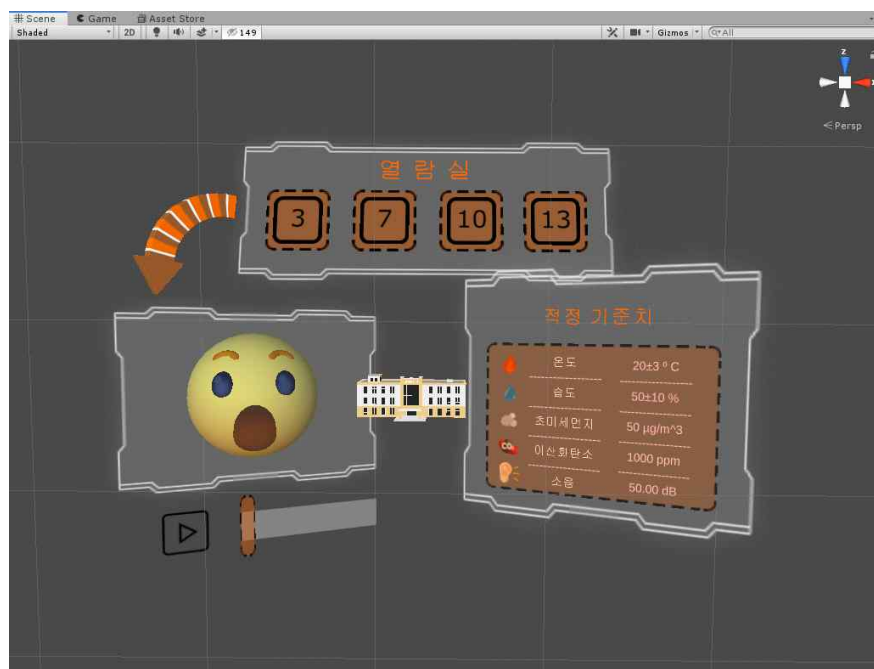 Scene Game Asset Store
Shaded 2D 149 Gizmos All
z
x
Persp
열람실
3 7 10 13
적정 기준치
온도 20±3 º C
습도 50±10 %
초미세먼지 50 µg/m^3
CO₂ 이산화탄소 1000 ppm
소음 50.00 dB